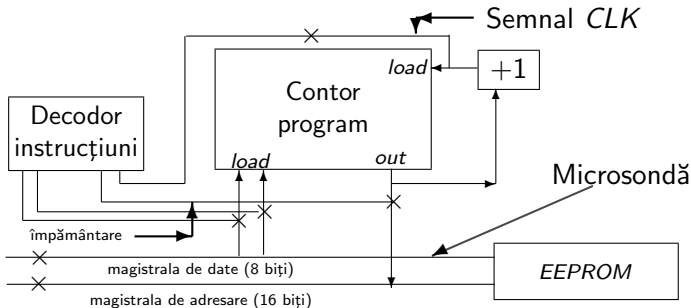 Semnal CLK
load
+1
Contor
program
Decodor
instrucțiuni
load
out
Microsondă
împământare
magistrala de date (8 biți)
EEPROM
magistrala de adresare (16 biți)